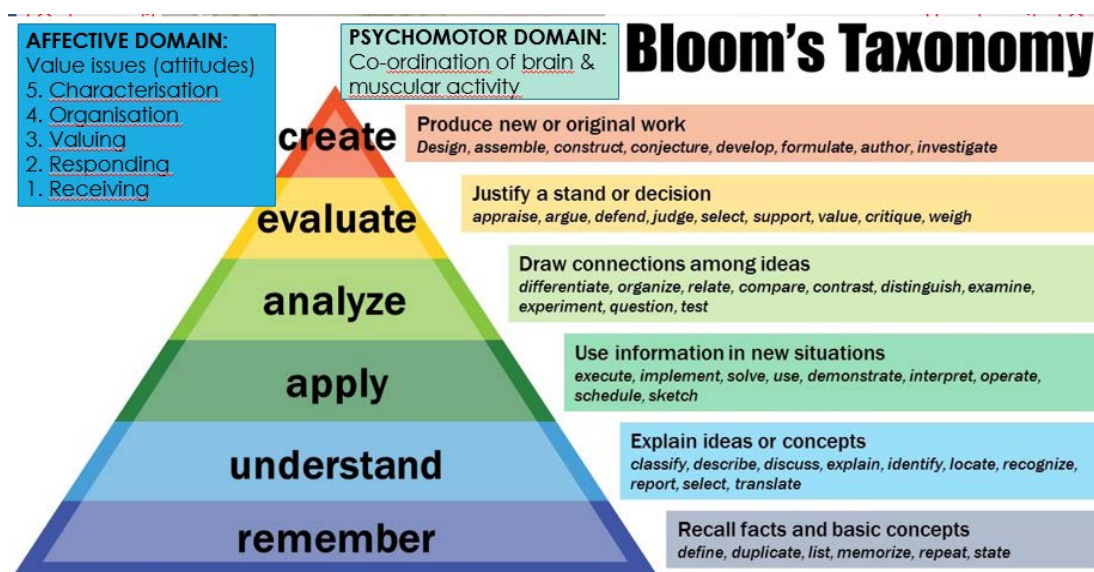 AFFECTIVE DOMAIN:
Value issues (attitudes)
5. Characterisation
4. Organisation
3. Valuing
2. Responding
1. Receiving
PSYCHOMOTOR DOMAIN:
Co-ordination of brain &
muscular activity
Bloom's Taxonomy
create
Produce new or original work
Design, assemble, construct, conjecture, develop, formulate, author, investigate
evaluate
Justify a stand or decision
appraise, argue, defend, judge, select, support, value, critique, weigh
analyze
Draw connections among ideas
differentiate, organize, relate, compare, contrast, distinguish, examine,
experiment, question, test
apply
Use information in new situations
execute, implement, solve, use, demonstrate, interpret, operate,
schedule, sketch
understand
Explain ideas or concepts
classify, describe, discuss, explain, identify, locate, recognize,
report, select, translate
remember
Recall facts and basic concepts
define, duplicate, list, memorize, repeat, state